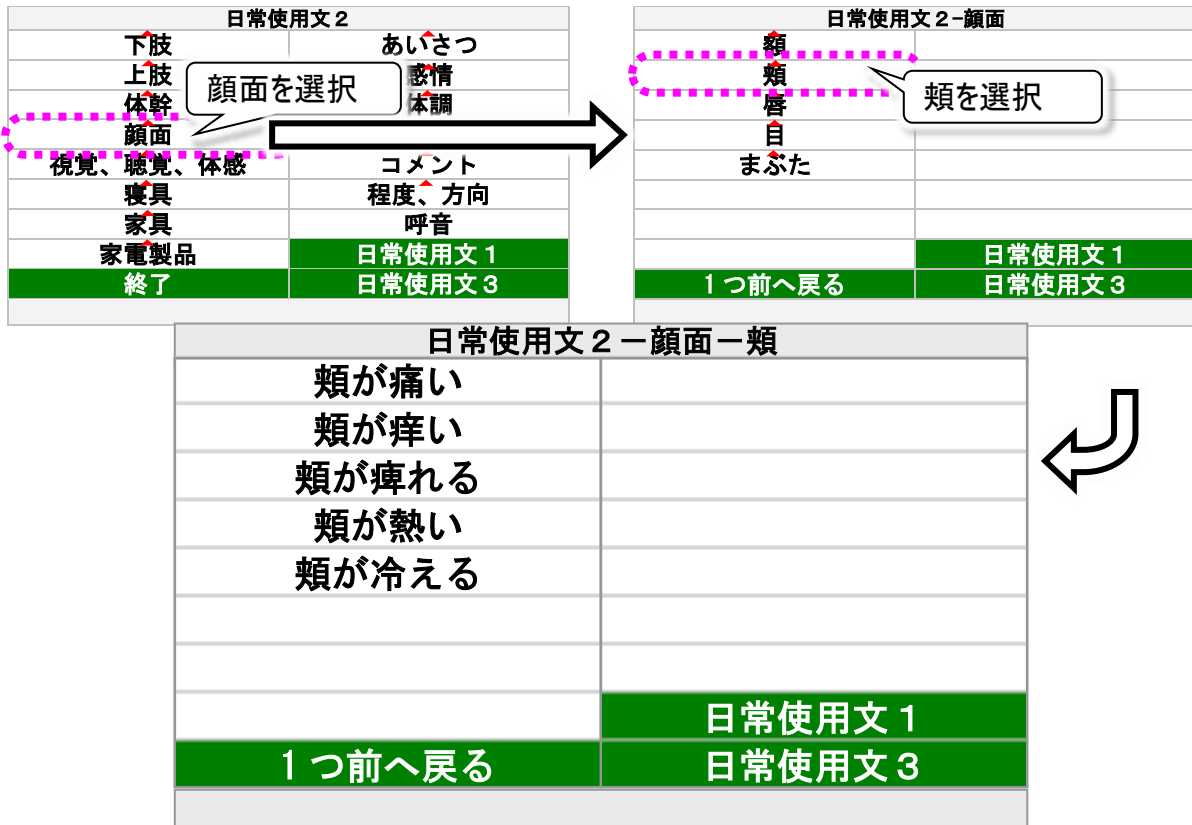 日常使用文２
下肢 あいさつ
上肢 感情
体幹 体調
顔面
視覚、聴覚、体感 コメント
寝具 程度、方向
家具 呼音
家電製品 日常使用文１
終了 日常使用文３
顔面を選択
日常使用文２-顔面
額
頬
唇
目
まぶた
日常使用文１
１つ前へ戻る 日常使用文３
頬を選択
日常使用文２－顔面－頬
頬が痛い
頬が痒い
頬が痺れる
頬が熱い
頬が冷える
日常使用文１
１つ前へ戻る 日常使用文３